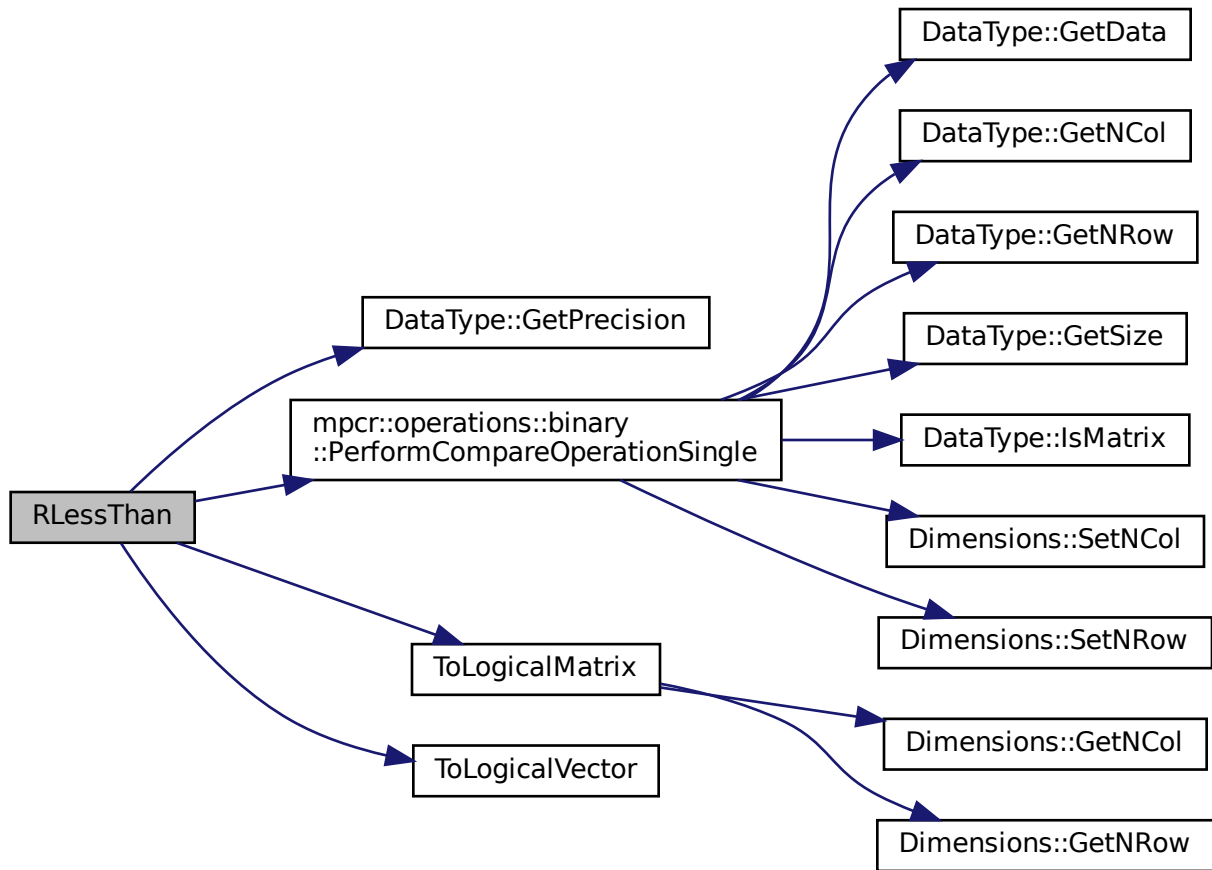 RLessThan
DataType::GetPrecision
mpcr::operations::binary
::PerformCompareOperationSingle
ToLogicalMatrix
ToLogicalVector
DataType::GetData
DataType::GetNCol
DataType::GetNRow
DataType::GetSize
DataType::IsMatrix
Dimensions::SetNCol
Dimensions::SetNRow
Dimensions::GetNCol
Dimensions::GetNRow